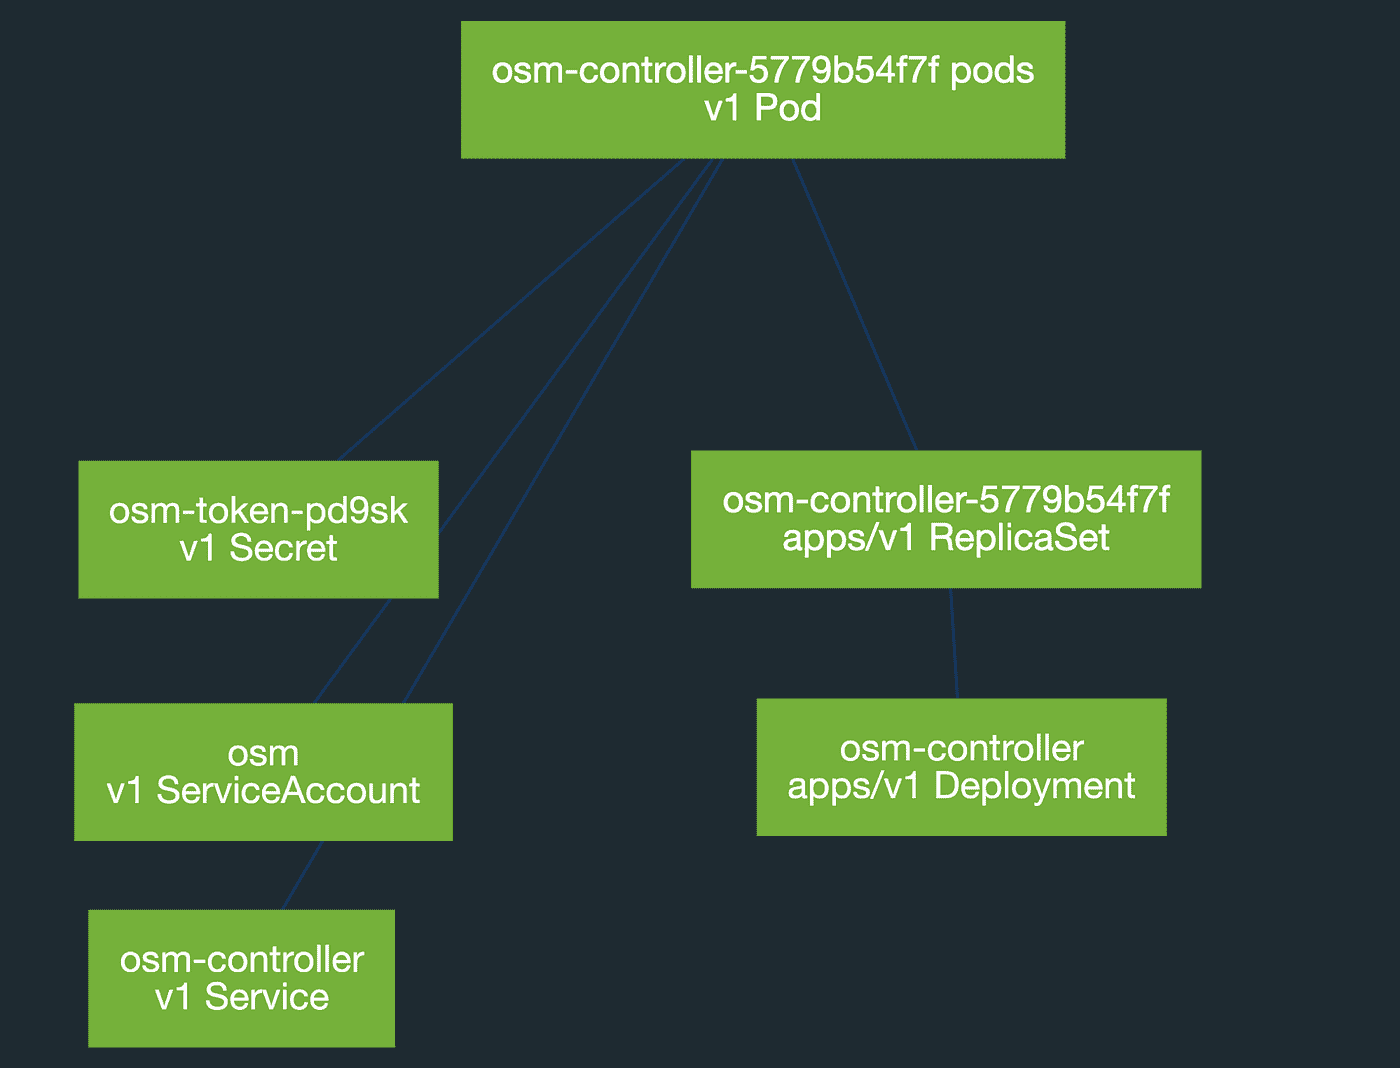 osm-controller-5779b54f7f pods
v1 Pod
osm-token-pd9sk
v1 Secret
osm-controller-5779b54f7f
apps/v1 ReplicaSet
osm
v1 ServiceAccount
osm-controller
apps/v1 Deployment
osm-controller
v1 Service